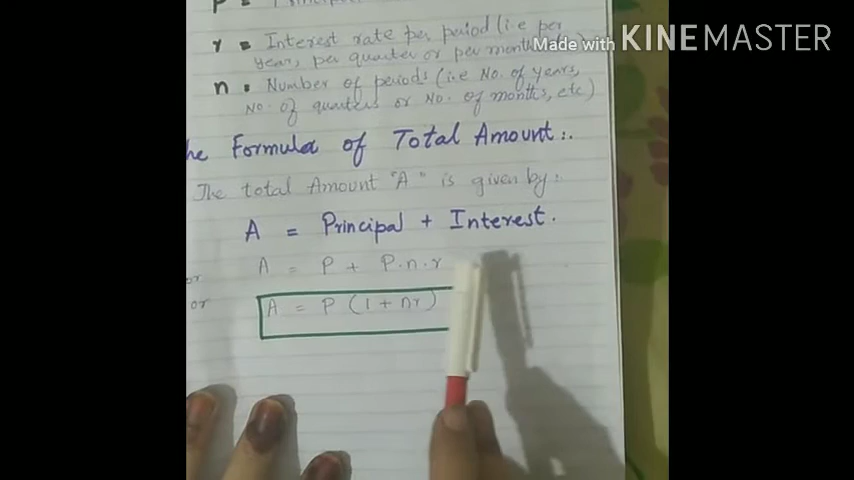 P =
r = Interest rate per period (i.e per
year, per quarter or per month
n = Number of periods (i.e No. of years,
No. of quarters or No. of months, etc)
he Formula of Total Amount:.
The total Amount "A" is given by:
A = Principal + Interest.
or A = P + P.n.r
or A = P (1 + nr)
Made with KINEMASTER